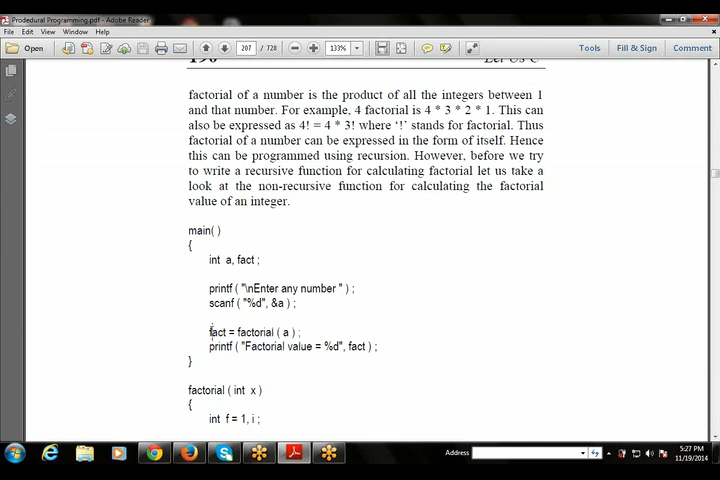 Prodedural Programming.pdf - Adobe Reader
File Edit View Window Help
Open 207 / 728 133% Tools Fill & Sign Comment
190 Let Us C
factorial of a number is the product of all the integers between 1
and that number. For example, 4 factorial is 4 * 3 * 2 * 1. This can
also be expressed as 4! = 4 * 3! where ‘!’ stands for factorial. Thus
factorial of a number can be expressed in the form of itself. Hence
this can be programmed using recursion. However, before we try
to write a recursive function for calculating factorial let us take a
look at the non-recursive function for calculating the factorial
value of an integer.
main( )
{
int a, fact ;
printf ( "\nEnter any number " ) ;
scanf ( "%d", &a ) ;
fact = factorial ( a ) ;
printf ( "Factorial value = %d", fact ) ;
}
factorial ( int x )
{
int f = 1, i ;
Address
5:27 PM
11/19/2014